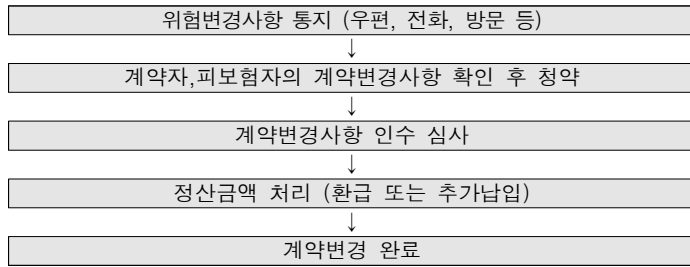 위험변경사항 통지 (우편, 전화, 방문 등)
↓
계약자,피보험자의 계약변경사항 확인 후 청약
↓
계약변경사항 인수 심사
↓
정산금액 처리 (환급 또는 추가납입)
↓
계약변경 완료